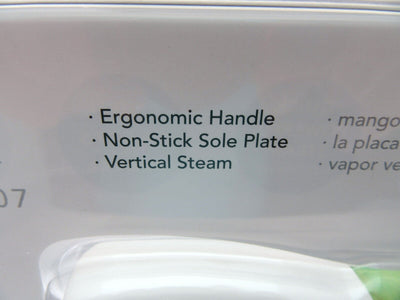 · Ergonomic Handle
· Non-Stick Sole Plate
· Vertical Steam
· mango
· la placa
· vapor ve
07